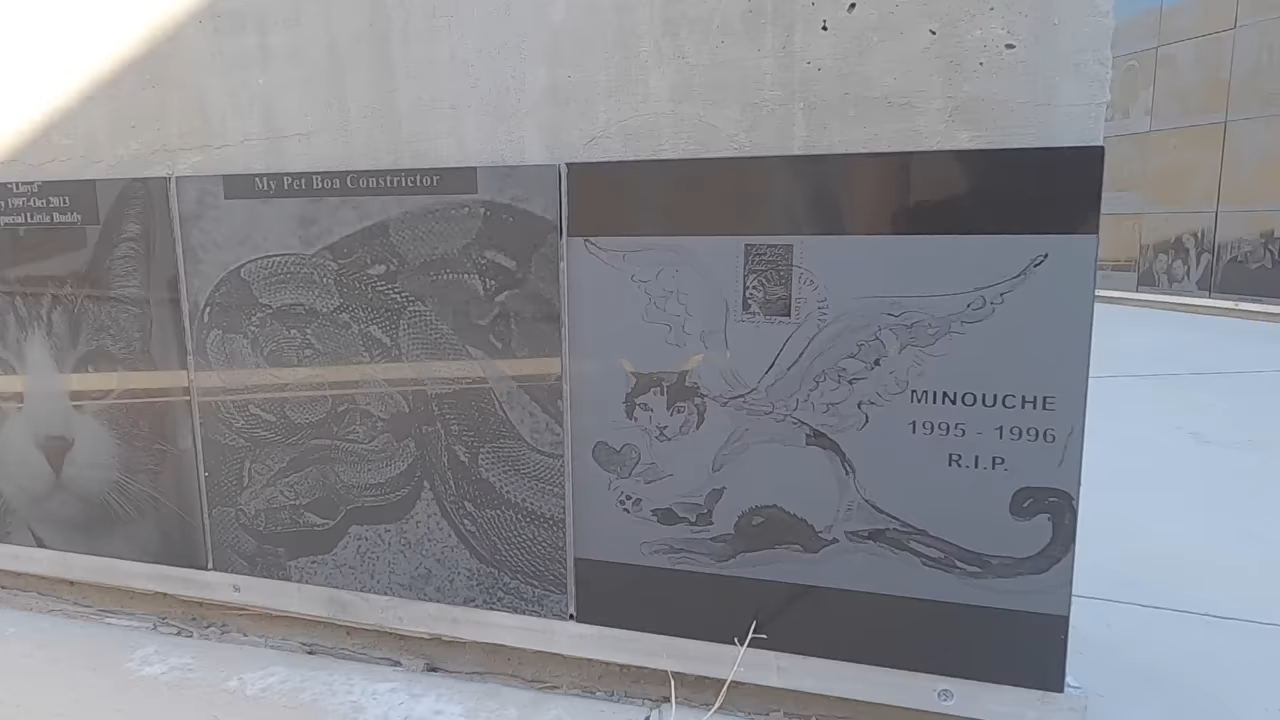 "Lloyd"
y 1997-Oct 2013
pecial Little Buddy
My Pet Boa Constrictor
MINOUCHE
1995 - 1996
R.I.P.